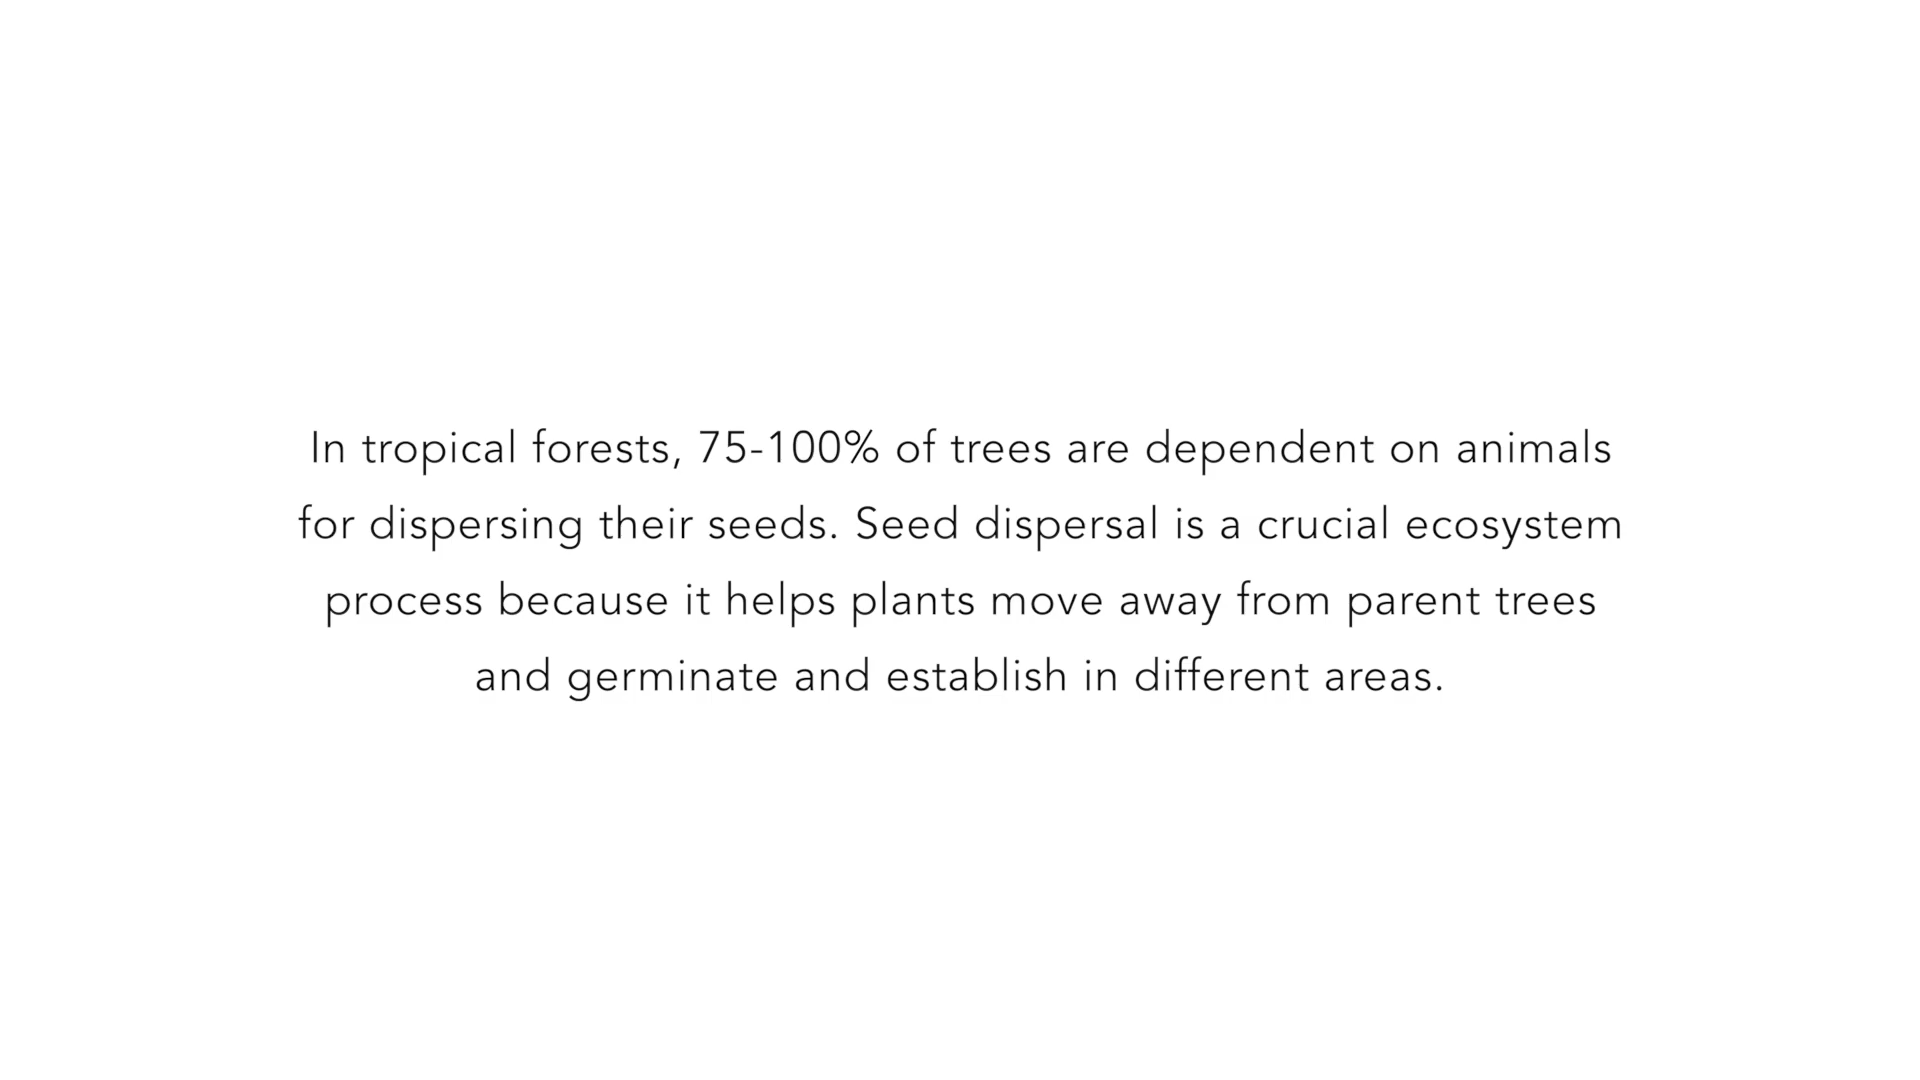 In tropical forests, 75-100% of trees are dependent on animals
for dispersing their seeds. Seed dispersal is a crucial ecosystem
process because it helps plants move away from parent trees
and germinate and establish in different areas.